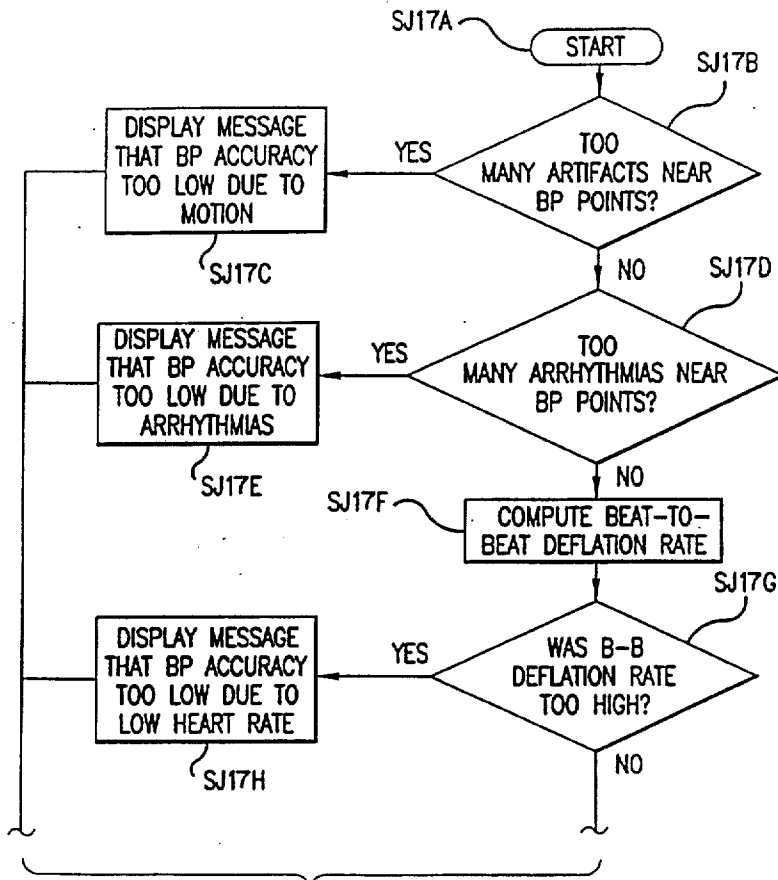 SJ17A
START
SJ17B
TOO
MANY ARTIFACTS NEAR
BP POINTS?
YES
DISPLAY MESSAGE
THAT BP ACCURACY
TOO LOW DUE TO
MOTION
SJ17C
NO
SJ17D
TOO
MANY ARRHYTHMIAS NEAR
BP POINTS?
YES
DISPLAY MESSAGE
THAT BP ACCURACY
TOO LOW DUE TO
ARRHYTHMIAS
SJ17E
NO
SJ17F
COMPUTE BEAT-TO-
BEAT DEFLATION RATE
SJ17G
WAS B-B
DEFLATION RATE
TOO HIGH?
YES
DISPLAY MESSAGE
THAT BP ACCURACY
TOO LOW DUE TO
LOW HEART RATE
SJ17H
NO